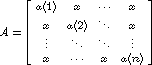 a(1) a ⋯ a
A = a a(2) ⋱ a
⋮ ⋱ ⋱ ⋮
a ⋯ a a(n)